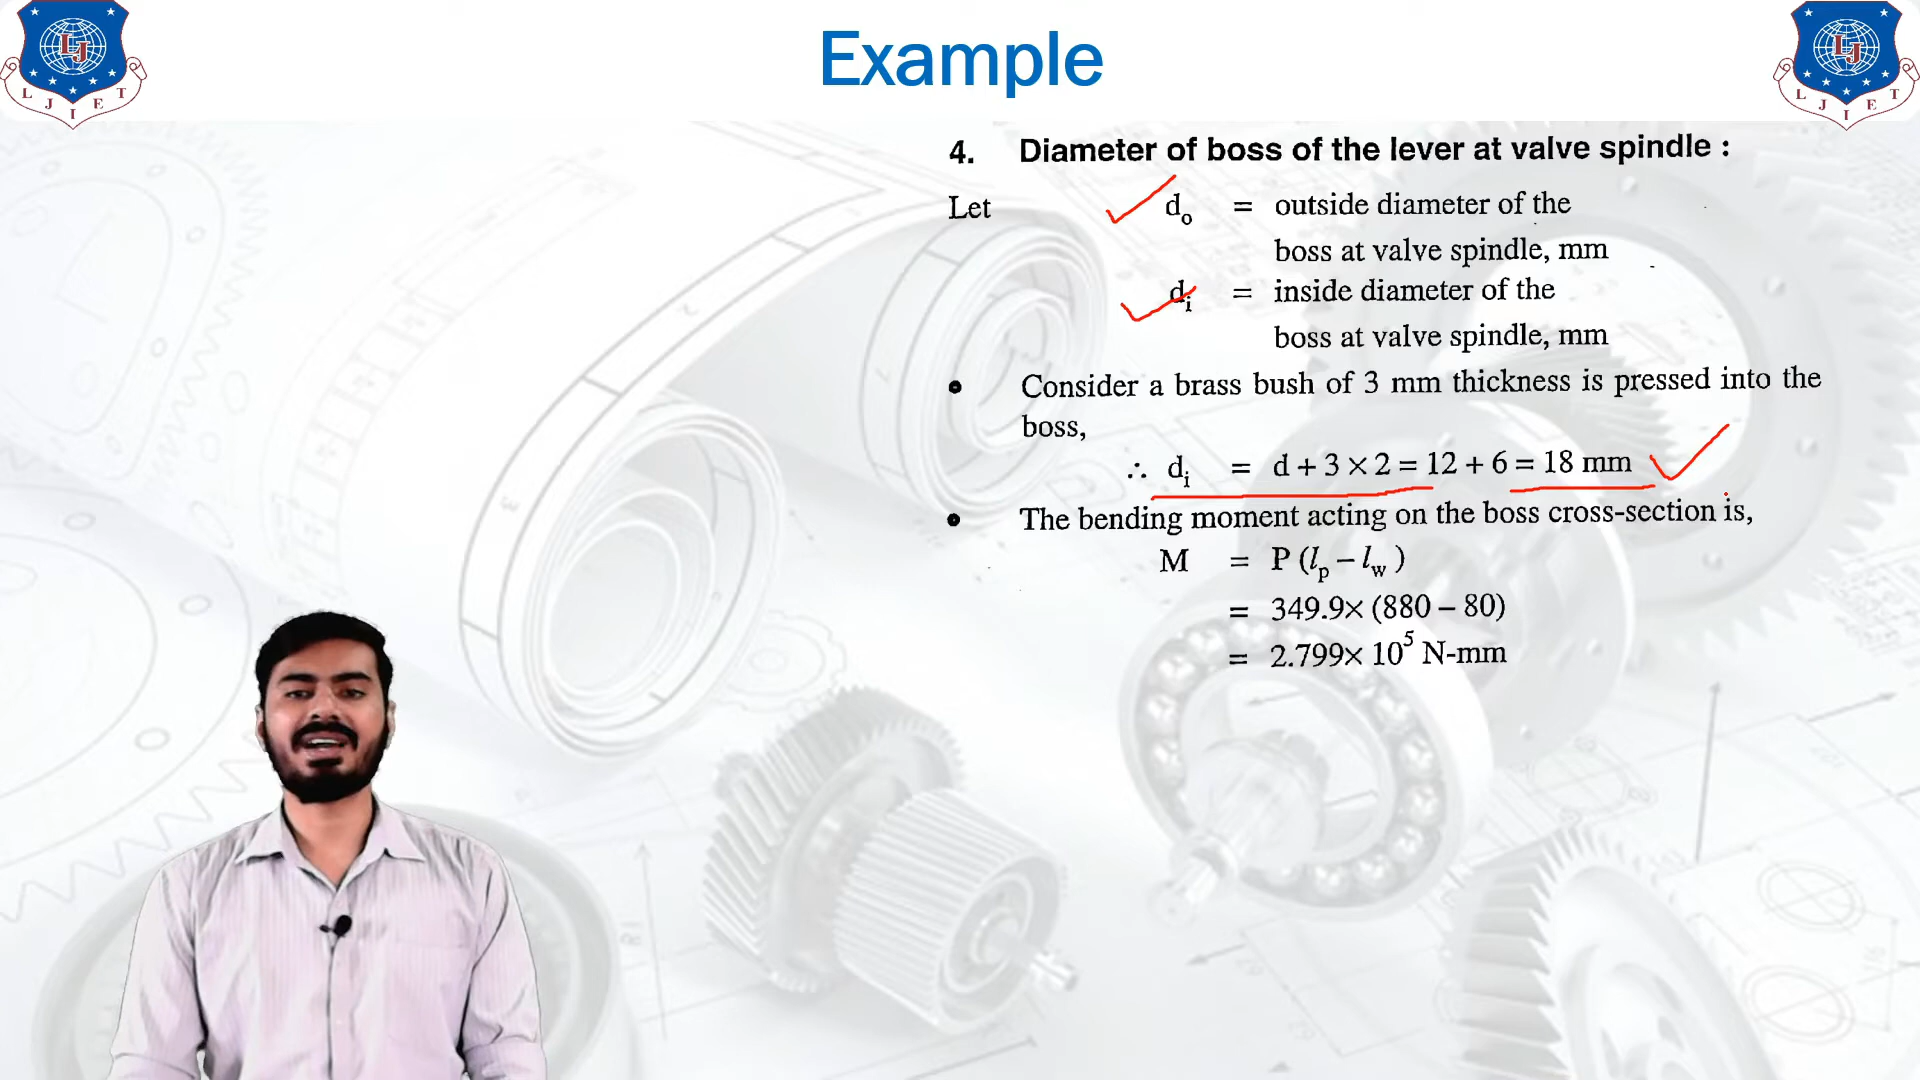 L J I E T
LJ
Example
L J I E T
LJ
4. Diameter of boss of the lever at valve spindle :
Let dₒ = outside diameter of the
boss at valve spindle, mm
dᵢ = inside diameter of the
boss at valve spindle, mm
• Consider a brass bush of 3 mm thickness is pressed into the
boss,
∴ dᵢ = d + 3 × 2 = 12 + 6 = 18 mm
• The bending moment acting on the boss cross-section is,
M = P (lₚ – l_w)
= 349.9× (880 – 80)
= 2.799× 10⁵ N-mm